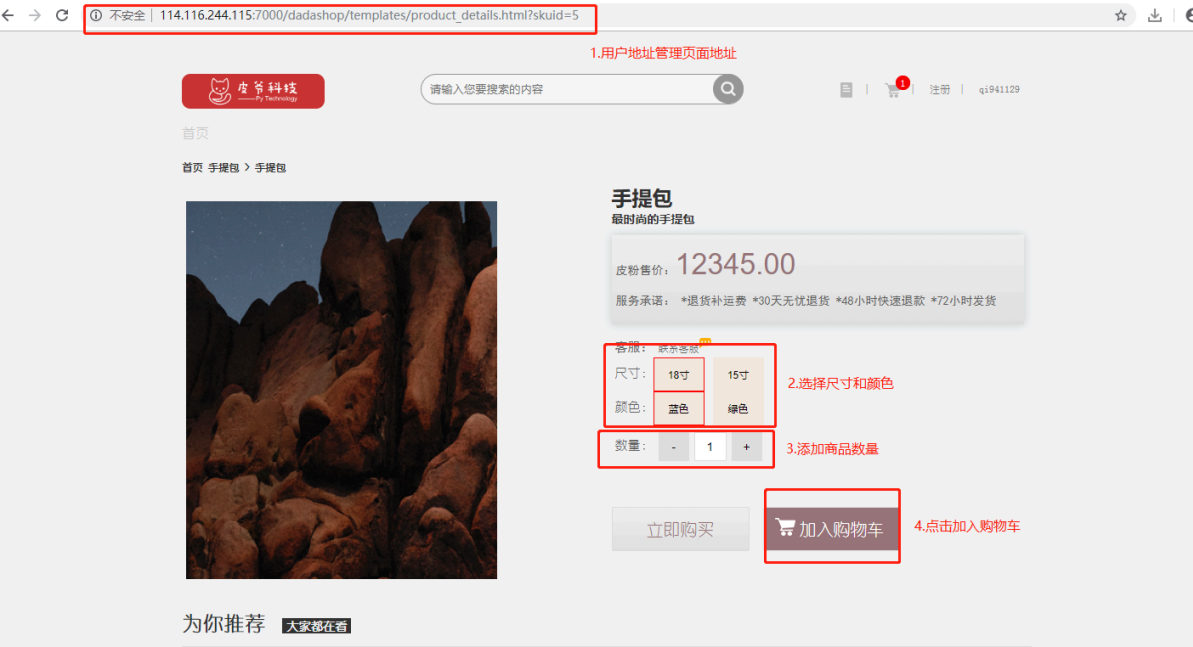 不安全 114.116.244.115:7000/dadashop/templates/product_details.html?skuid=5
1.用户地址管理页面地址
皮爷科技
Py Technology
请输入您要搜索的内容
1
注册
qi941129
首页
首页 手提包 > 手提包
手提包
最时尚的手提包
皮粉售价: 12345.00
服务承诺: *退货补运费 *30天无忧退货 *48小时快速退款 *72小时发货
客服: 联系客服
尺寸: 18寸 15寸
2.选择尺寸和颜色
颜色: 蓝色 绿色
数量: - 1 +
3.添加商品数量
立即购买
加入购物车
4.点击加入购物车
为你推荐 大家都在看